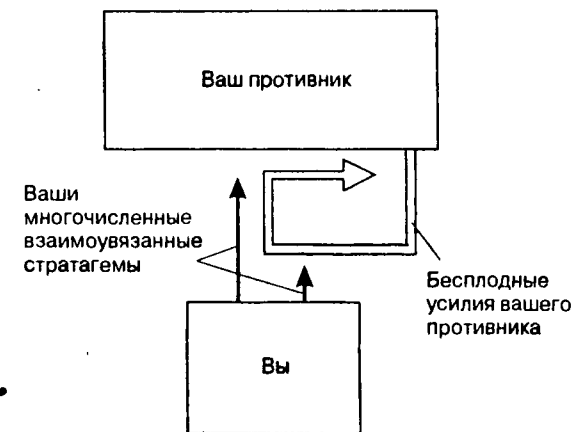 Ваш противник
Ваши
многочисленные
взаимоувязанные
стратагемы
Бесплодные
усилия вашего
противника
Вы